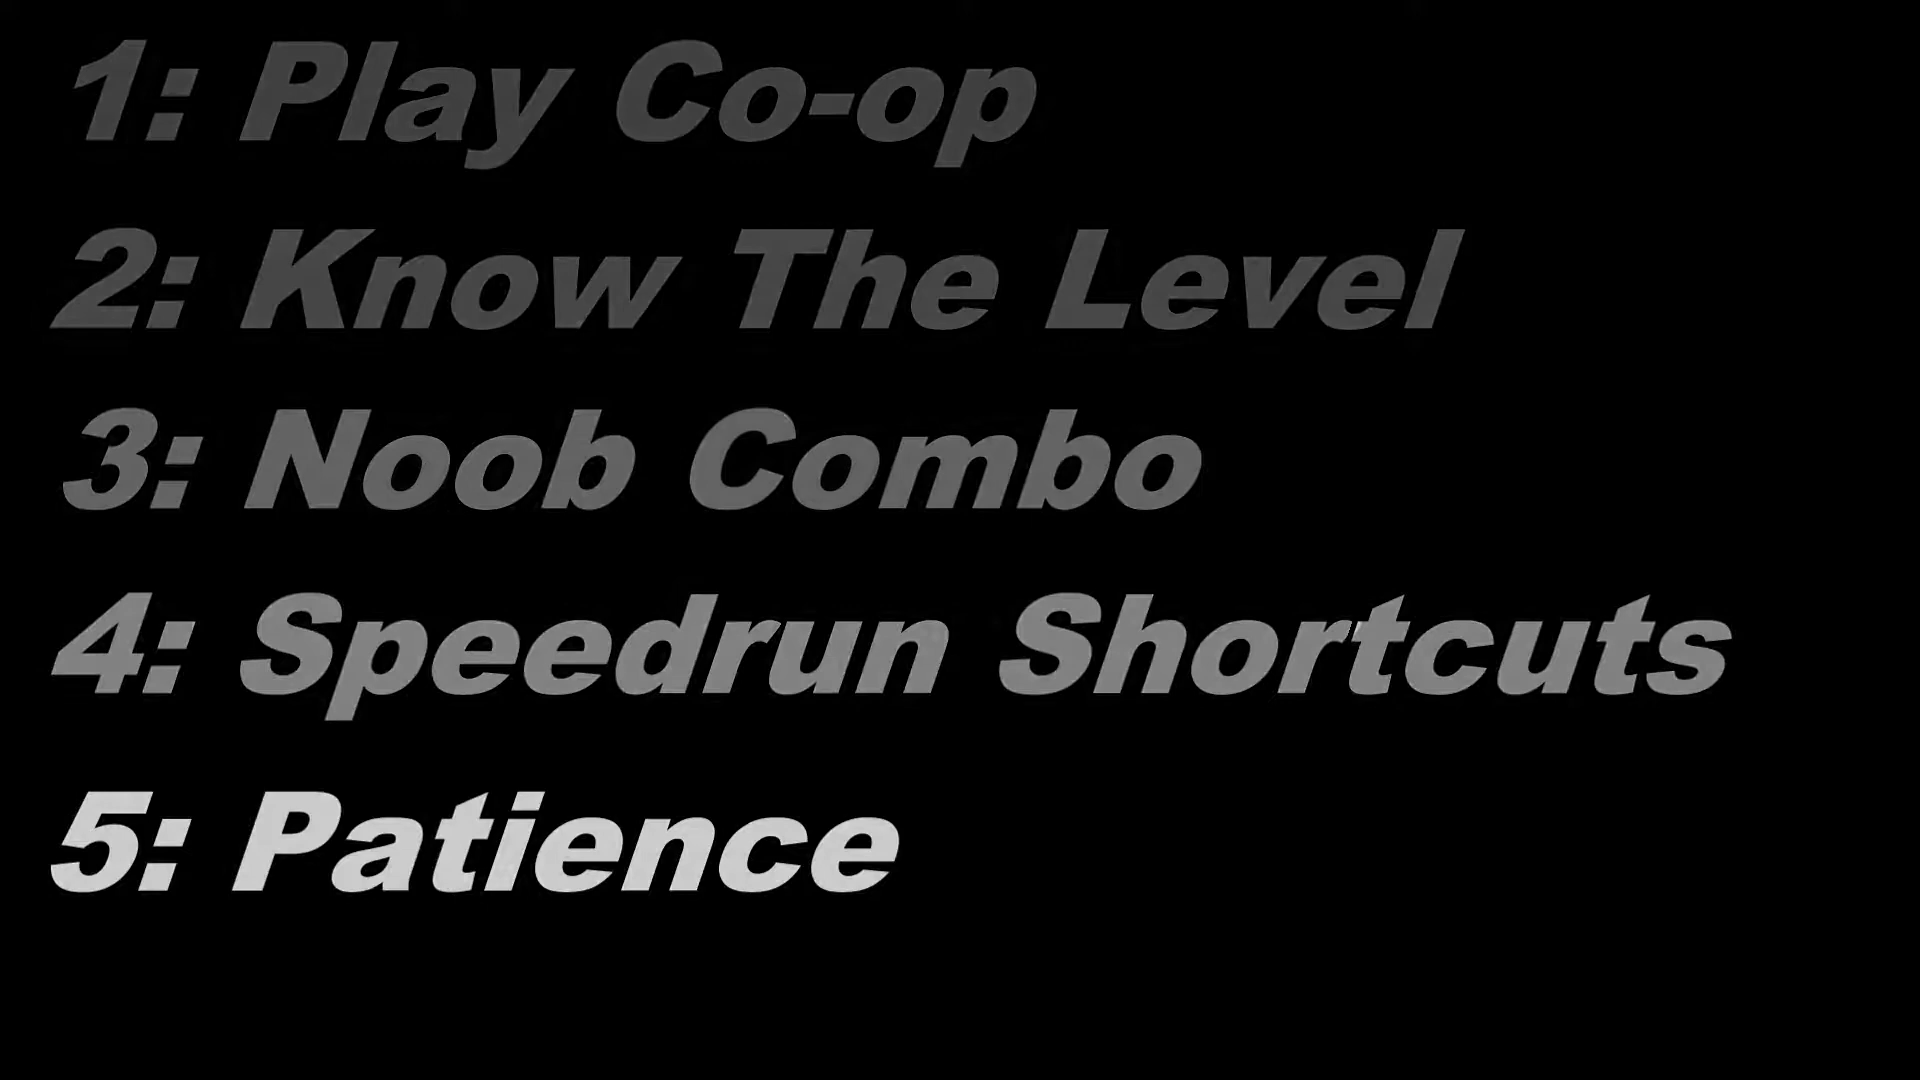 1: Play Co-op
2: Know The Level
3: Noob Combo
4: Speedrun Shortcuts
5: Patience